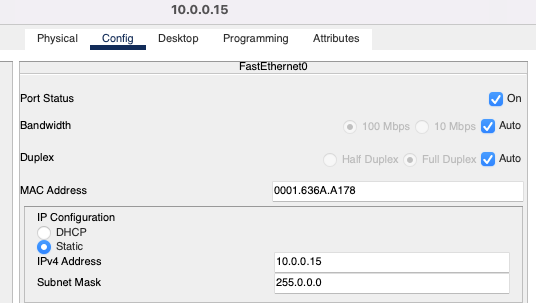 10.0.0.15
Physical Config Desktop Programming Attributes
FastEthernet0
Port Status On
Bandwidth 100 Mbps 10 Mbps Auto
Duplex Half Duplex Full Duplex Auto
MAC Address 0001.636A.A178
IP Configuration
DHCP
Static
IPv4 Address 10.0.0.15
Subnet Mask 255.0.0.0